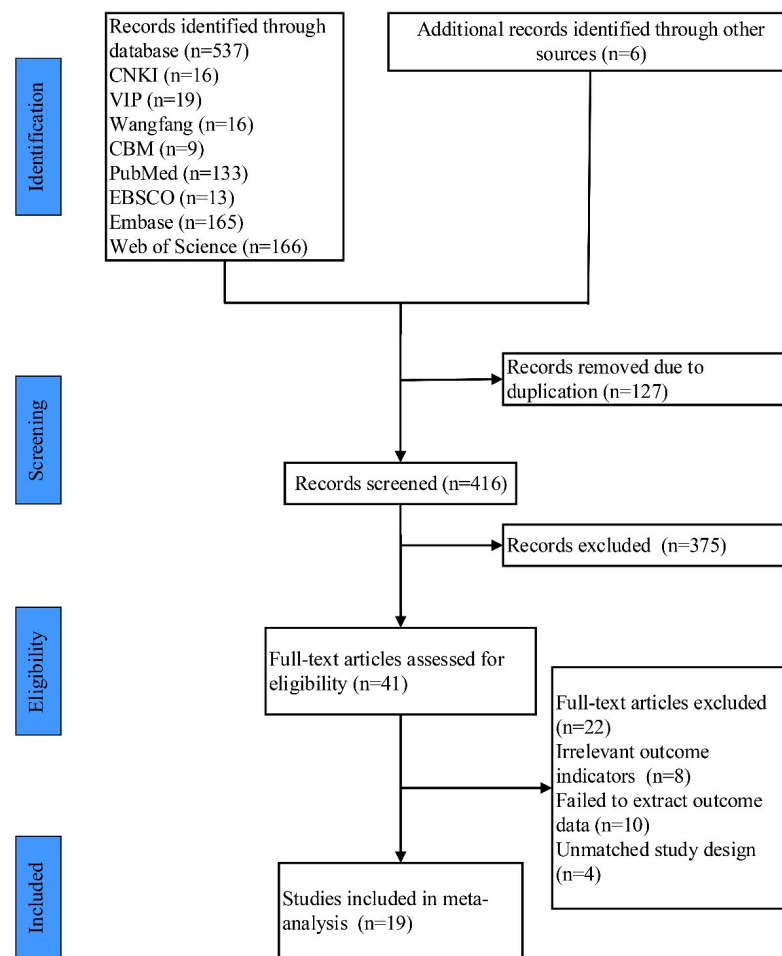 Identification
Records identified through
database (n=537)
CNKI (n=16)
VIP (n=19)
Wangfang (n=16)
CBM (n=9)
PubMed (n=133)
EBSCO (n=13)
Embase (n=165)
Web of Science (n=166)
Additional records identified through other
sources (n=6)
Screening
Records removed due to
duplication (n=127)
Records screened (n=416)
Records excluded (n=375)
Eligibility
Full-text articles assessed for
eligibility (n=41)
Full-text articles excluded
(n=22)
Irrelevant outcome
indicators (n=8)
Failed to extract outcome
data (n=10)
Unmatched study design
(n=4)
Included
Studies included in meta-
analysis (n=19)